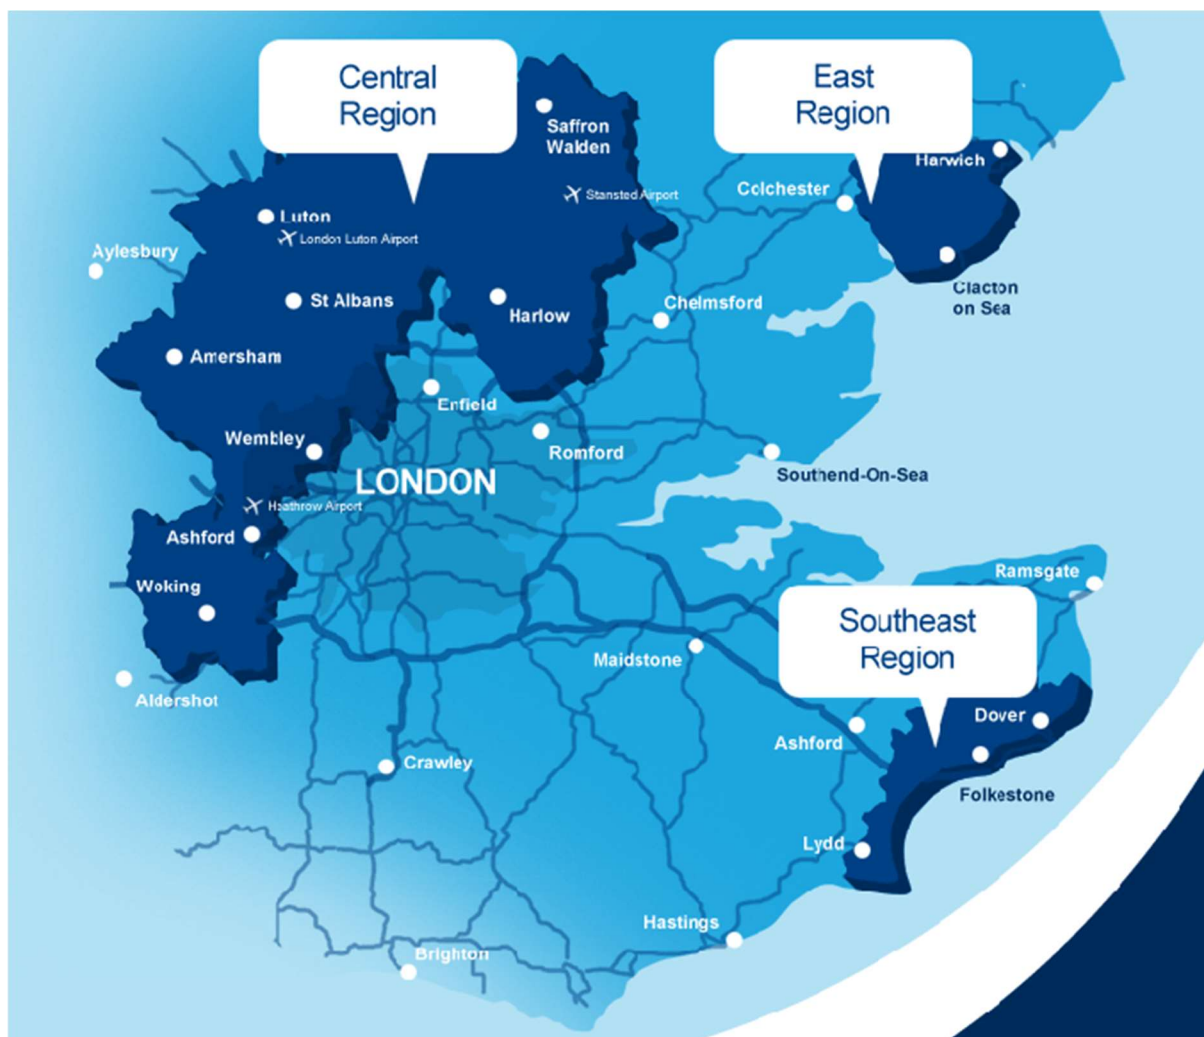 Central
Region
East
Region
Saffron
Walden
Harwich
Stansted Airport
Colchester
Luton
London Luton Airport
Aylesbury
Clacton
on Sea
St Albans
Harlow
Chelmsford
Amersham
Enfield
Wembley
Romford
LONDON
Southend-On-Sea
Heathrow Airport
Ashford
Woking
Ramsgate
Southeast
Region
Maidstone
Aldershot
Dover
Ashford
Crawley
Folkestone
Lydd
Hastings
Brighton